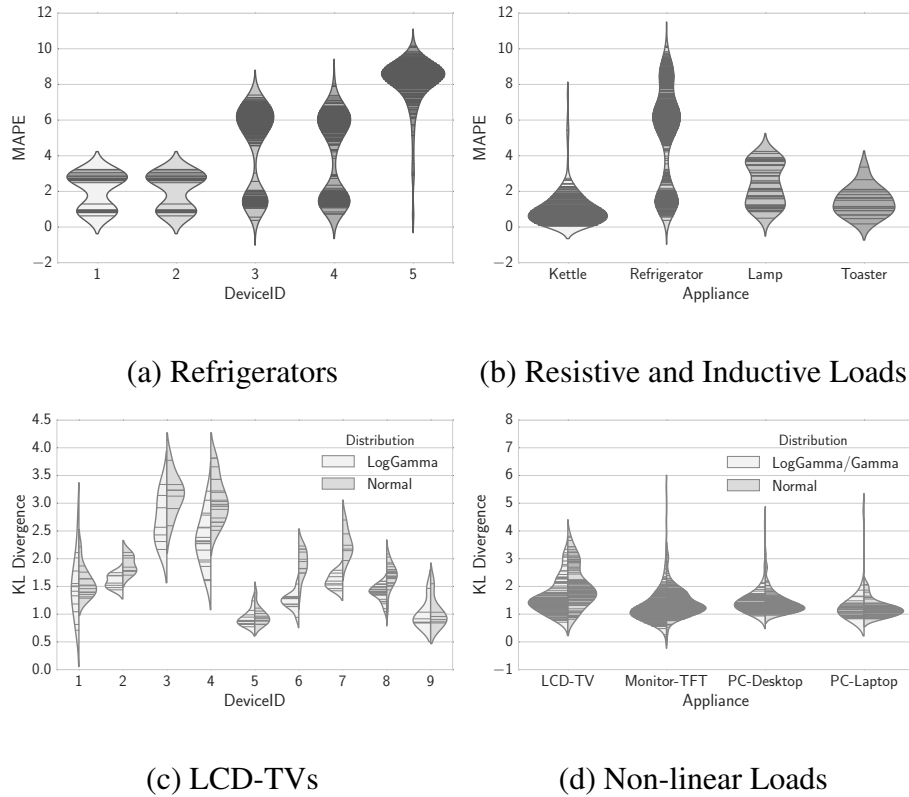 12
10
8
6
4
2
0
−2
MAPE
1 2 3 4 5
DeviceID
12
10
8
6
4
2
0
−2
MAPE
Kettle Refrigerator Lamp Toaster
Appliance
(a) Refrigerators
(b) Resistive and Inductive Loads
4.5
4.0
3.5
3.0
2.5
2.0
1.5
1.0
0.5
0.0
KL Divergence
Distribution
LogGamma
Normal
1 2 3 4 5 6 7 8 9
DeviceID
8
7
6
5
4
3
2
1
0
−1
KL Divergence
Distribution
LogGamma/Gamma
Normal
LCD-TV Monitor-TFT PC-Desktop PC-Laptop
Appliance
(c) LCD-TVs
(d) Non-linear Loads